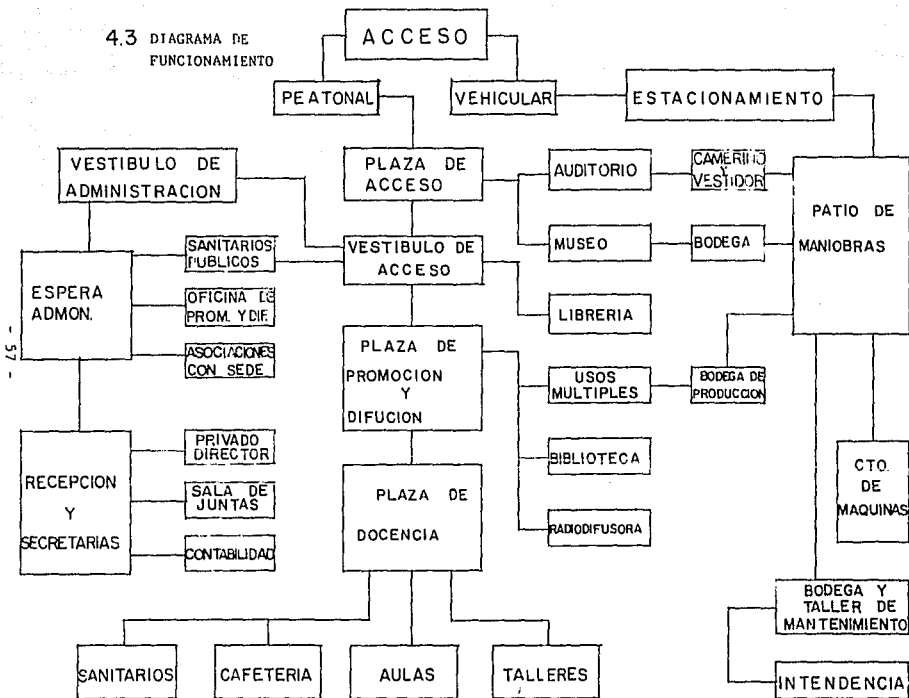 4.3 DIAGRAMA DE
FUNCIONAMIENTO
ACCESO
PEATONAL
VEHICULAR
ESTACIONAMIENTO
VESTIBULO DE
ADMINISTRACION
PLAZA DE
ACCESO
AUDITORIO
CAMERINO
Y
VESTIDOR
PATIO DE
MANIOBRAS
SANITARIOS
PUBLICOS
VESTIBULO DE
ACCESO
MUSEO
BODEGA
ESPERA
ADMON.
OFICINA DE
PROM. Y DIF.
LIBRERIA
ASOCIACIONES
CON SEDE
PLAZA DE
PROMOCION
Y
DIFUCION
USOS
MULTIPLES
BODEGA DE
PRODUCCION
RECEPCION
Y
SECRETARIAS
PRIVADO
DIRECTOR
SALA DE
JUNTAS
CONTABILIDAD
PLAZA DE
DOCENCIA
BIBLIOTECA
RADIODIFUSORA
CTO.
DE
MAQUINAS
BODEGA Y
TALLER DE
MANTENIMIENTO
SANITARIOS
CAFETERIA
AULAS
TALLERES
INTENDENCIA
- 57 -